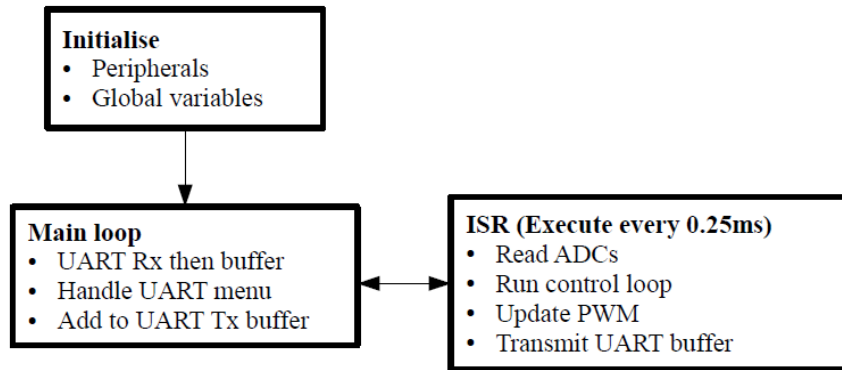 Initialise
• Peripherals
• Global variables
Main loop
• UART Rx then buffer
• Handle UART menu
• Add to UART Tx buffer
ISR (Execute every 0.25ms)
• Read ADCs
• Run control loop
• Update PWM
• Transmit UART buffer